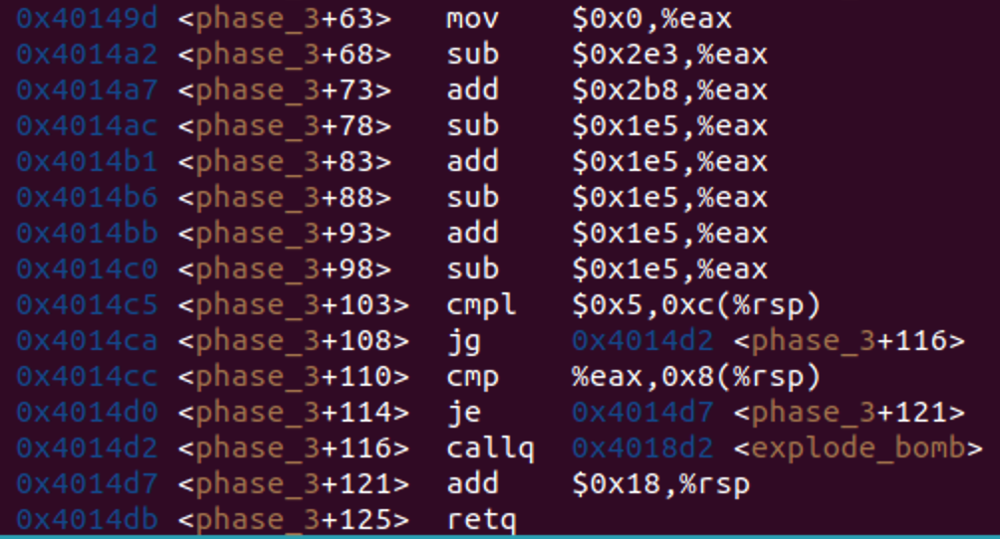 0x40149d <phase_3+63> mov $0x0,%eax
0x4014a2 <phase_3+68> sub $0x2e3,%eax
0x4014a7 <phase_3+73> add $0x2b8,%eax
0x4014ac <phase_3+78> sub $0x1e5,%eax
0x4014b1 <phase_3+83> add $0x1e5,%eax
0x4014b6 <phase_3+88> sub $0x1e5,%eax
0x4014bb <phase_3+93> add $0x1e5,%eax
0x4014c0 <phase_3+98> sub $0x1e5,%eax
0x4014c5 <phase_3+103> cmpl $0x5,0xc(%rsp)
0x4014ca <phase_3+108> jg 0x4014d2 <phase_3+116>
0x4014cc <phase_3+110> cmp %eax,0x8(%rsp)
0x4014d0 <phase_3+114> je 0x4014d7 <phase_3+121>
0x4014d2 <phase_3+116> callq 0x4018d2 <explode_bomb>
0x4014d7 <phase_3+121> add $0x18,%rsp
0x4014db <phase_3+125> retq